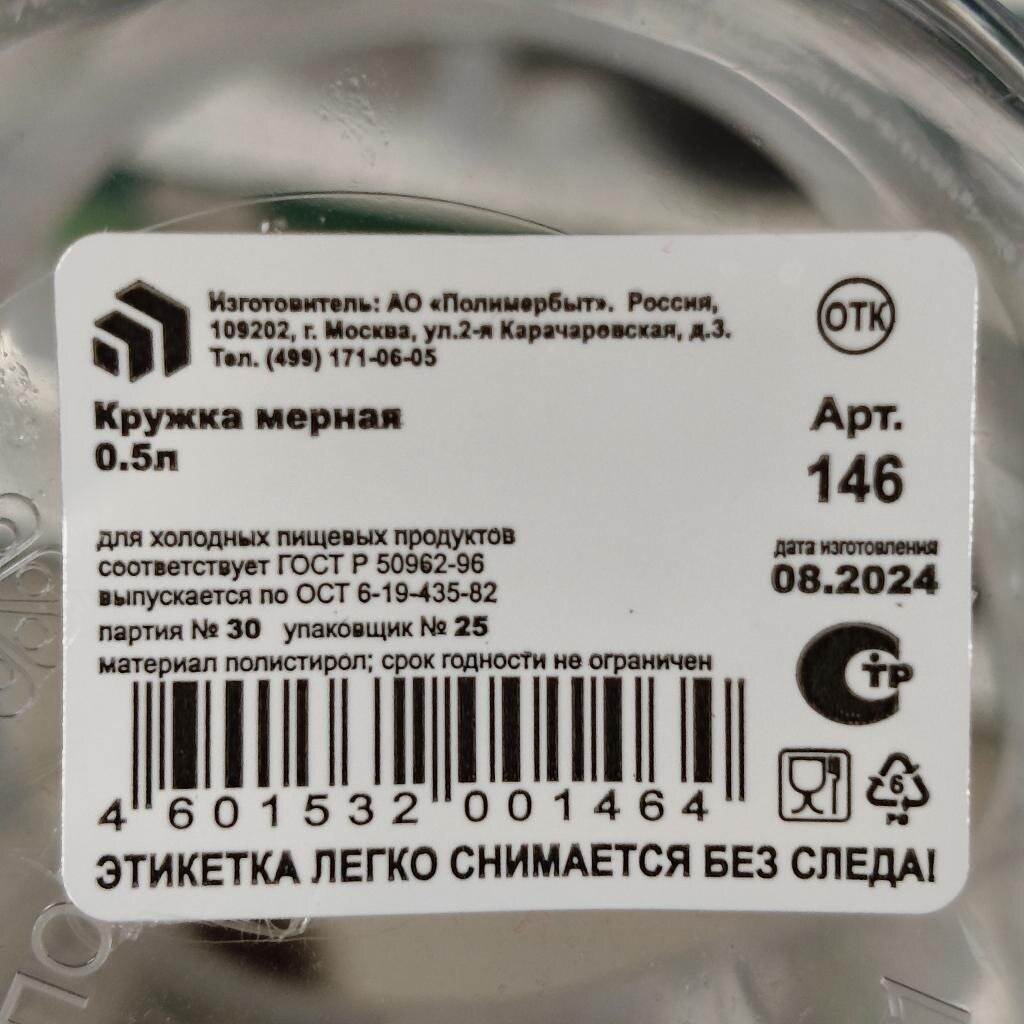 Изготовитель: АО «Полимербыт». Россия,
109202, г. Москва, ул.2-я Карачаровская, д.3.
Тел. (499) 171-06-05
ОТК
Кружка мерная
0.5л
Арт.
146
для холодных пищевых продуктов
соответствует ГОСТ Р 50962-96
выпускается по ОСТ 6-19-435-82
партия № 30 упаковщик № 25
материал полистирол; срок годности не ограничен
дата изготовления
08.2024
ТР
4 601532 001464
6
PS
ЭТИКЕТКА ЛЕГКО СНИМАЕТСЯ БЕЗ СЛЕДА!